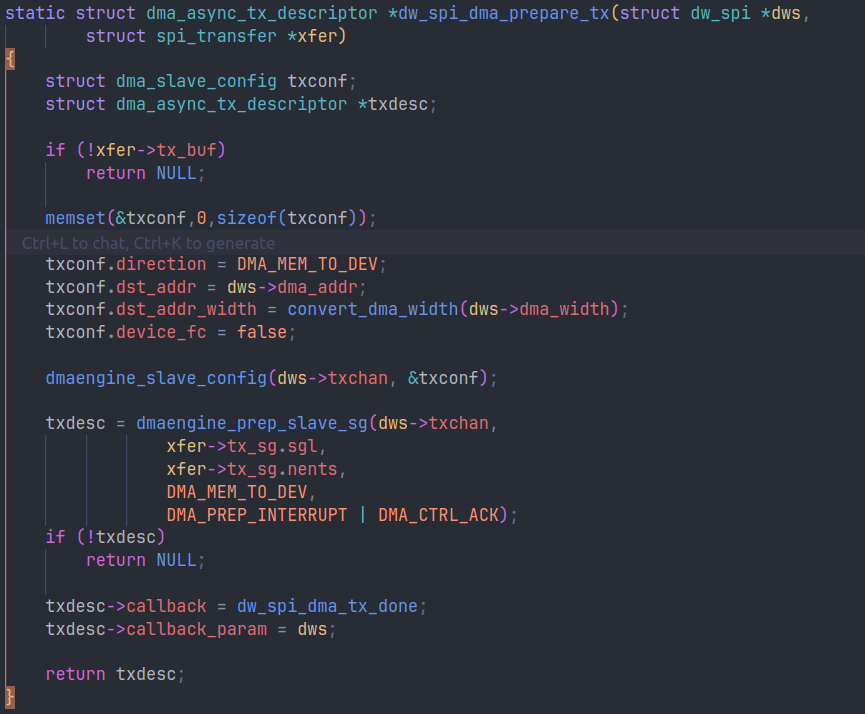 static struct dma_async_tx_descriptor *dw_spi_dma_prepare_tx(struct dw_spi *dws,
struct spi_transfer *xfer)
{
struct dma_slave_config txconf;
struct dma_async_tx_descriptor *txdesc;
if (!xfer->tx_buf)
return NULL;
memset(&txconf,0,sizeof(txconf));
Ctrl+L to chat, Ctrl+K to generate
txconf.direction = DMA_MEM_TO_DEV;
txconf.dst_addr = dws->dma_addr;
txconf.dst_addr_width = convert_dma_width(dws->dma_width);
txconf.device_fc = false;
dmaengine_slave_config(dws->txchan, &txconf);
txdesc = dmaengine_prep_slave_sg(dws->txchan,
xfer->tx_sg.sgl,
xfer->tx_sg.nents,
DMA_MEM_TO_DEV,
DMA_PREP_INTERRUPT | DMA_CTRL_ACK);
if (!txdesc)
return NULL;
txdesc->callback = dw_spi_dma_tx_done;
txdesc->callback_param = dws;
return txdesc;
}